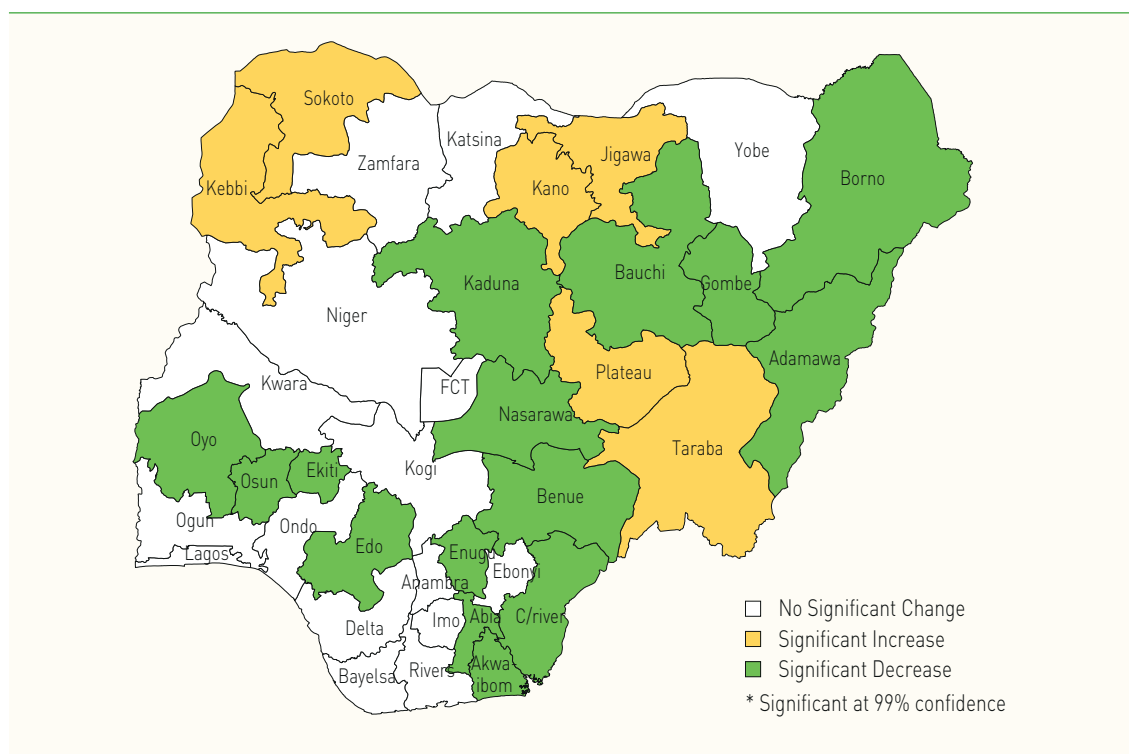 Sokoto
Katsina
Jigawa
Yobe
Zamfara
Borno
Kebbi
Kano
Bauchi
Gombe
Kaduna
Niger
Adamawa
Plateau
Kwara
FCT
Nasarawa
Oyo
Taraba
Kogi
Ekiti
Osun
Benue
Ogun
Ondo
Edo
Lagos
Enugu
Ebonyi
Anambra
Imo
Abia
C/river
Delta
Bayelsa
Rivers
Akwa-
ibom
No Significant Change
Significant Increase
Significant Decrease
* Significant at 99% confidence